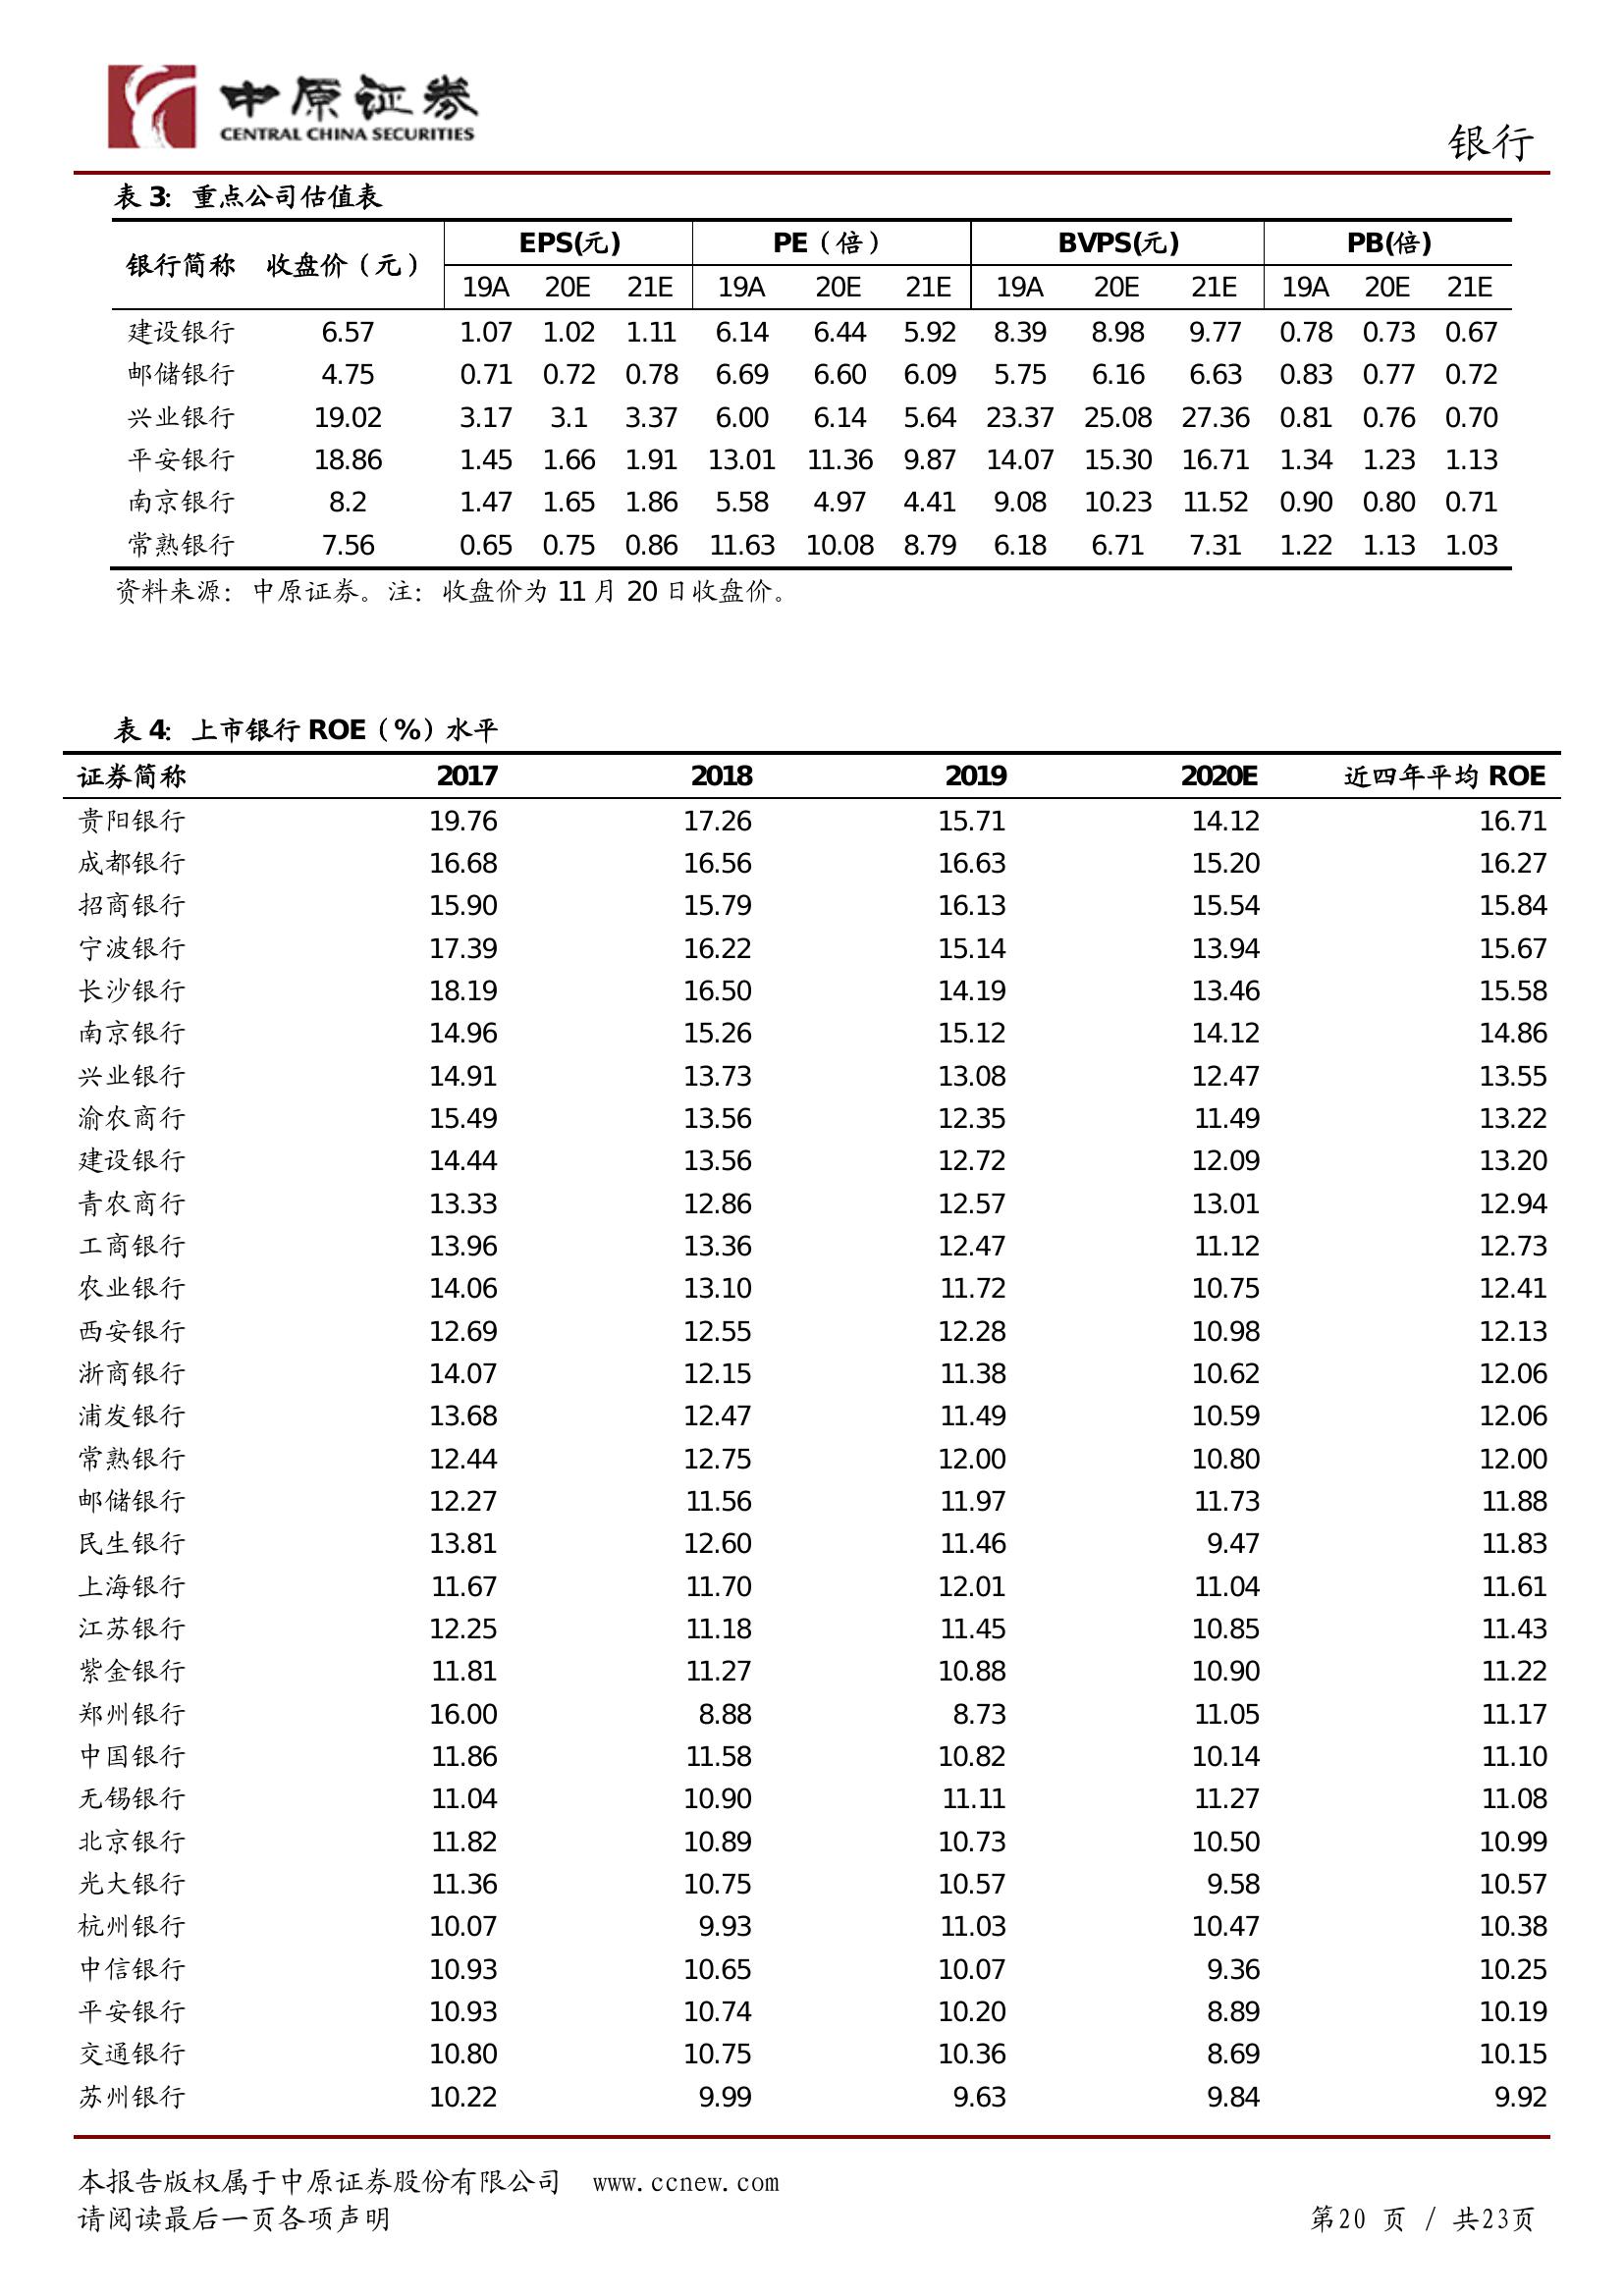 中原证券
CENTRAL CHINA SECURITIES
银行
表 3：重点公司估值表
银行简称 收盘价（元） EPS(元) PE（倍） BVPS(元) PB(倍)
19A 20E 21E 19A 20E 21E 19A 20E 21E 19A 20E 21E
建设银行 6.57 1.07 1.02 1.11 6.14 6.44 5.92 8.39 8.98 9.77 0.78 0.73 0.67
邮储银行 4.75 0.71 0.72 0.78 6.69 6.60 6.09 5.75 6.16 6.63 0.83 0.77 0.72
兴业银行 19.02 3.17 3.1 3.37 6.00 6.14 5.64 23.37 25.08 27.36 0.81 0.76 0.70
平安银行 18.86 1.45 1.66 1.91 13.01 11.36 9.87 14.07 15.30 16.71 1.34 1.23 1.13
南京银行 8.2 1.47 1.65 1.86 5.58 4.97 4.41 9.08 10.23 11.52 0.90 0.80 0.71
常熟银行 7.56 0.65 0.75 0.86 11.63 10.08 8.79 6.18 6.71 7.31 1.22 1.13 1.03
资料来源：中原证券。注：收盘价为 11 月 20 日收盘价。
表 4：上市银行 ROE（%）水平
证券简称 2017 2018 2019 2020E 近四年平均 ROE
贵阳银行 19.76 17.26 15.71 14.12 16.71
成都银行 16.68 16.56 16.63 15.20 16.27
招商银行 15.90 15.79 16.13 15.54 15.84
宁波银行 17.39 16.22 15.14 13.94 15.67
长沙银行 18.19 16.50 14.19 13.46 15.58
南京银行 14.96 15.26 15.12 14.12 14.86
兴业银行 14.91 13.73 13.08 12.47 13.55
渝农商行 15.49 13.56 12.35 11.49 13.22
建设银行 14.44 13.56 12.72 12.09 13.20
青农商行 13.33 12.86 12.57 13.01 12.94
工商银行 13.96 13.36 12.47 11.12 12.73
农业银行 14.06 13.10 11.72 10.75 12.41
西安银行 12.69 12.55 12.28 10.98 12.13
浙商银行 14.07 12.15 11.38 10.62 12.06
浦发银行 13.68 12.47 11.49 10.59 12.06
常熟银行 12.44 12.75 12.00 10.80 12.00
邮储银行 12.27 11.56 11.97 11.73 11.88
民生银行 13.81 12.60 11.46 9.47 11.83
上海银行 11.67 11.70 12.01 11.04 11.61
江苏银行 12.25 11.18 11.45 10.85 11.43
紫金银行 11.81 11.27 10.88 10.90 11.22
郑州银行 16.00 8.88 8.73 11.05 11.17
中国银行 11.86 11.58 10.82 10.14 11.10
无锡银行 11.04 10.90 11.11 11.27 11.08
北京银行 11.82 10.89 10.73 10.50 10.99
光大银行 11.36 10.75 10.57 9.58 10.57
杭州银行 10.07 9.93 11.03 10.47 10.38
中信银行 10.93 10.65 10.07 9.36 10.25
平安银行 10.93 10.74 10.20 8.89 10.19
交通银行 10.80 10.75 10.36 8.69 10.15
苏州银行 10.22 9.99 9.63 9.84 9.92
本报告版权属于中原证券股份有限公司 www.ccnew.com
请阅读最后一页各项声明 第20 页 / 共23页